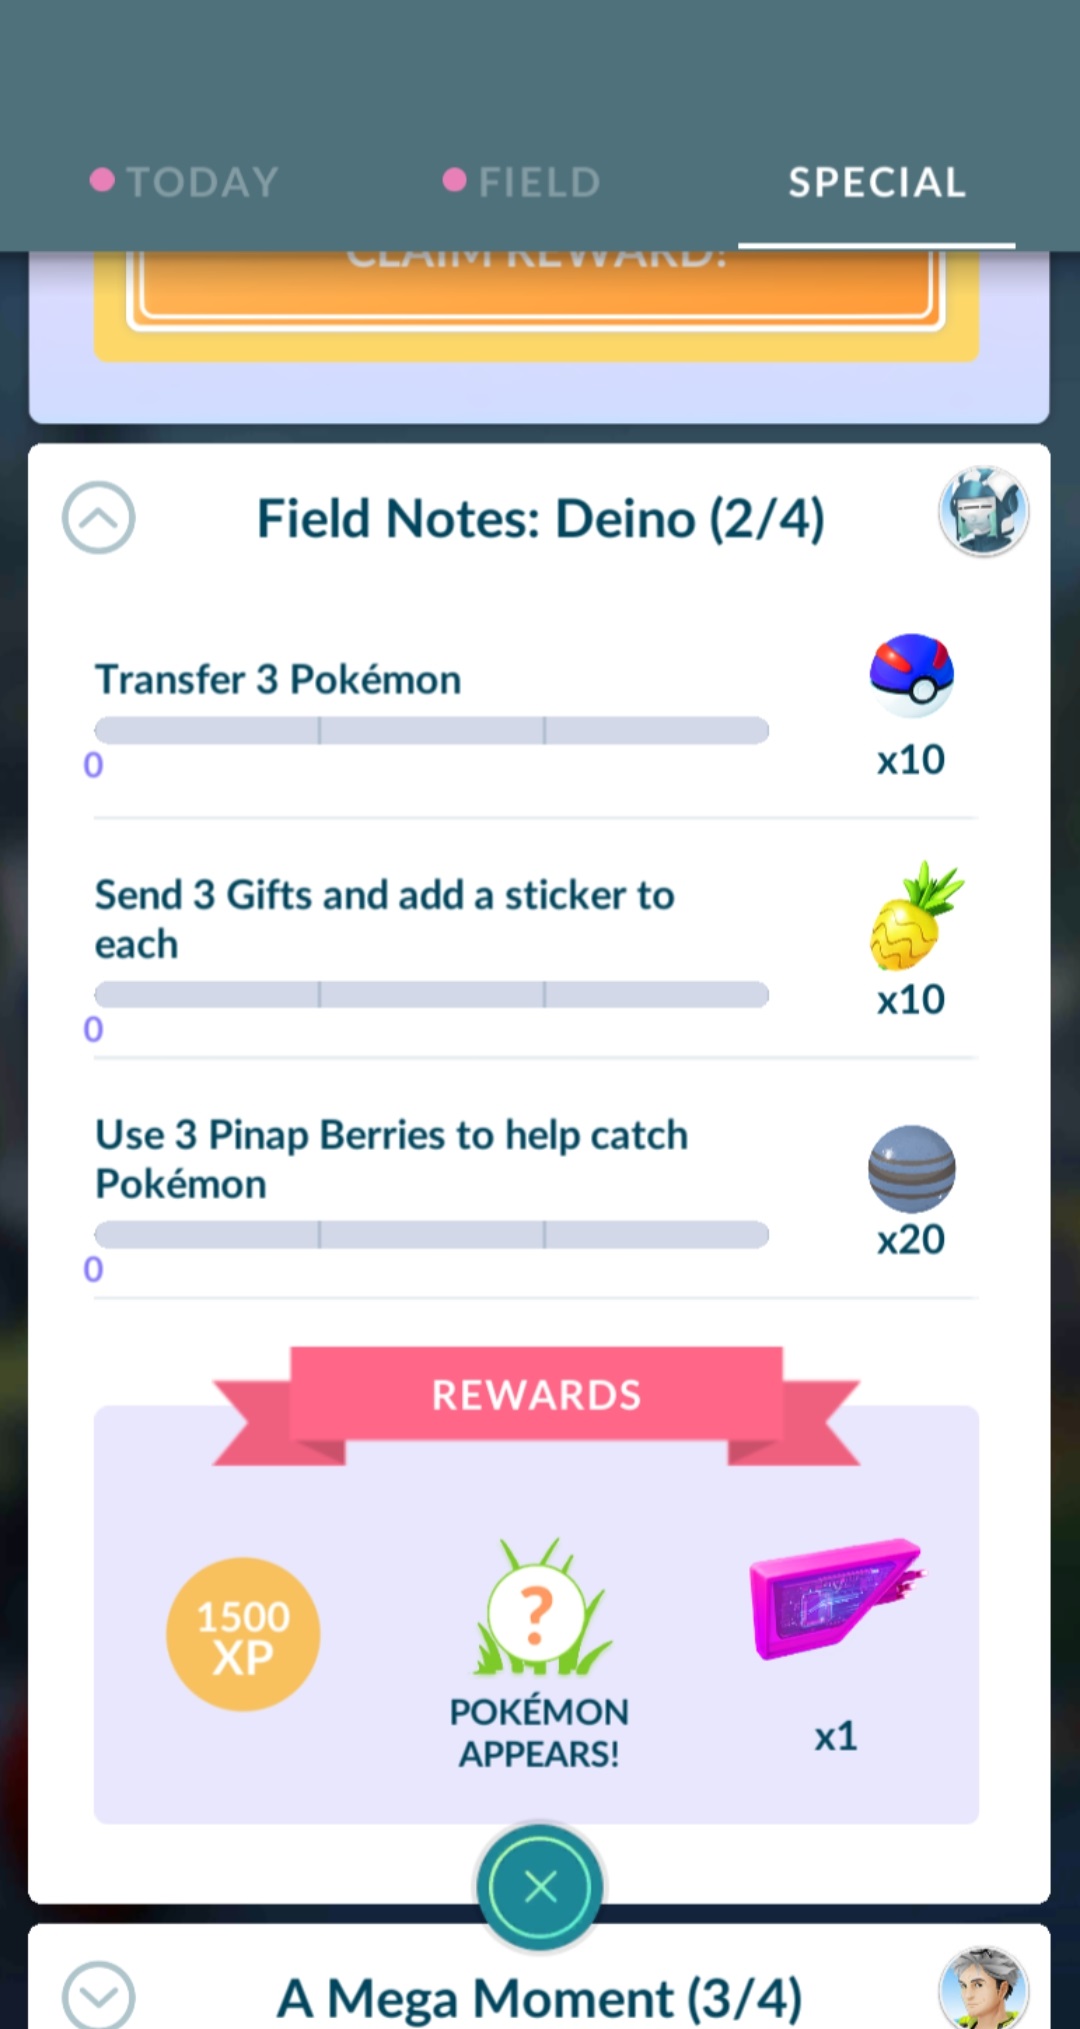 TODAY
FIELD
SPECIAL
CLAIM REWARD!
Field Notes: Deino (2/4)
Transfer 3 Pokémon
0
x10
Send 3 Gifts and add a sticker to
each
0
x10
Use 3 Pinap Berries to help catch
Pokémon
0
x20
REWARDS
1500
XP
?
POKÉMON
APPEARS!
x1
A Mega Moment (3/4)